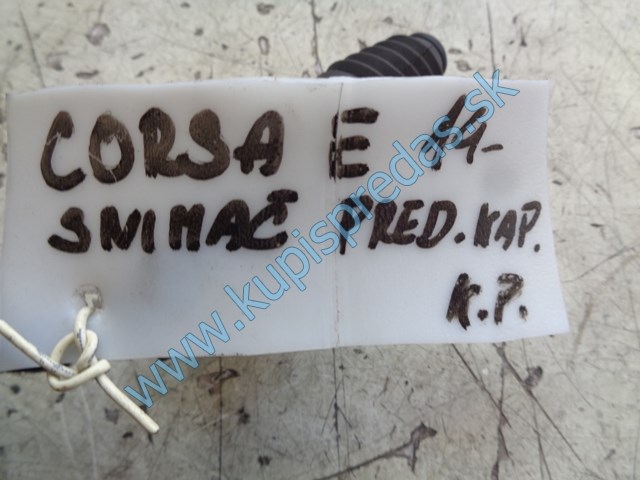 CORSA E 14-
SNIMAČ PRED. KAP.
K.P.
www.kupispredas.sk